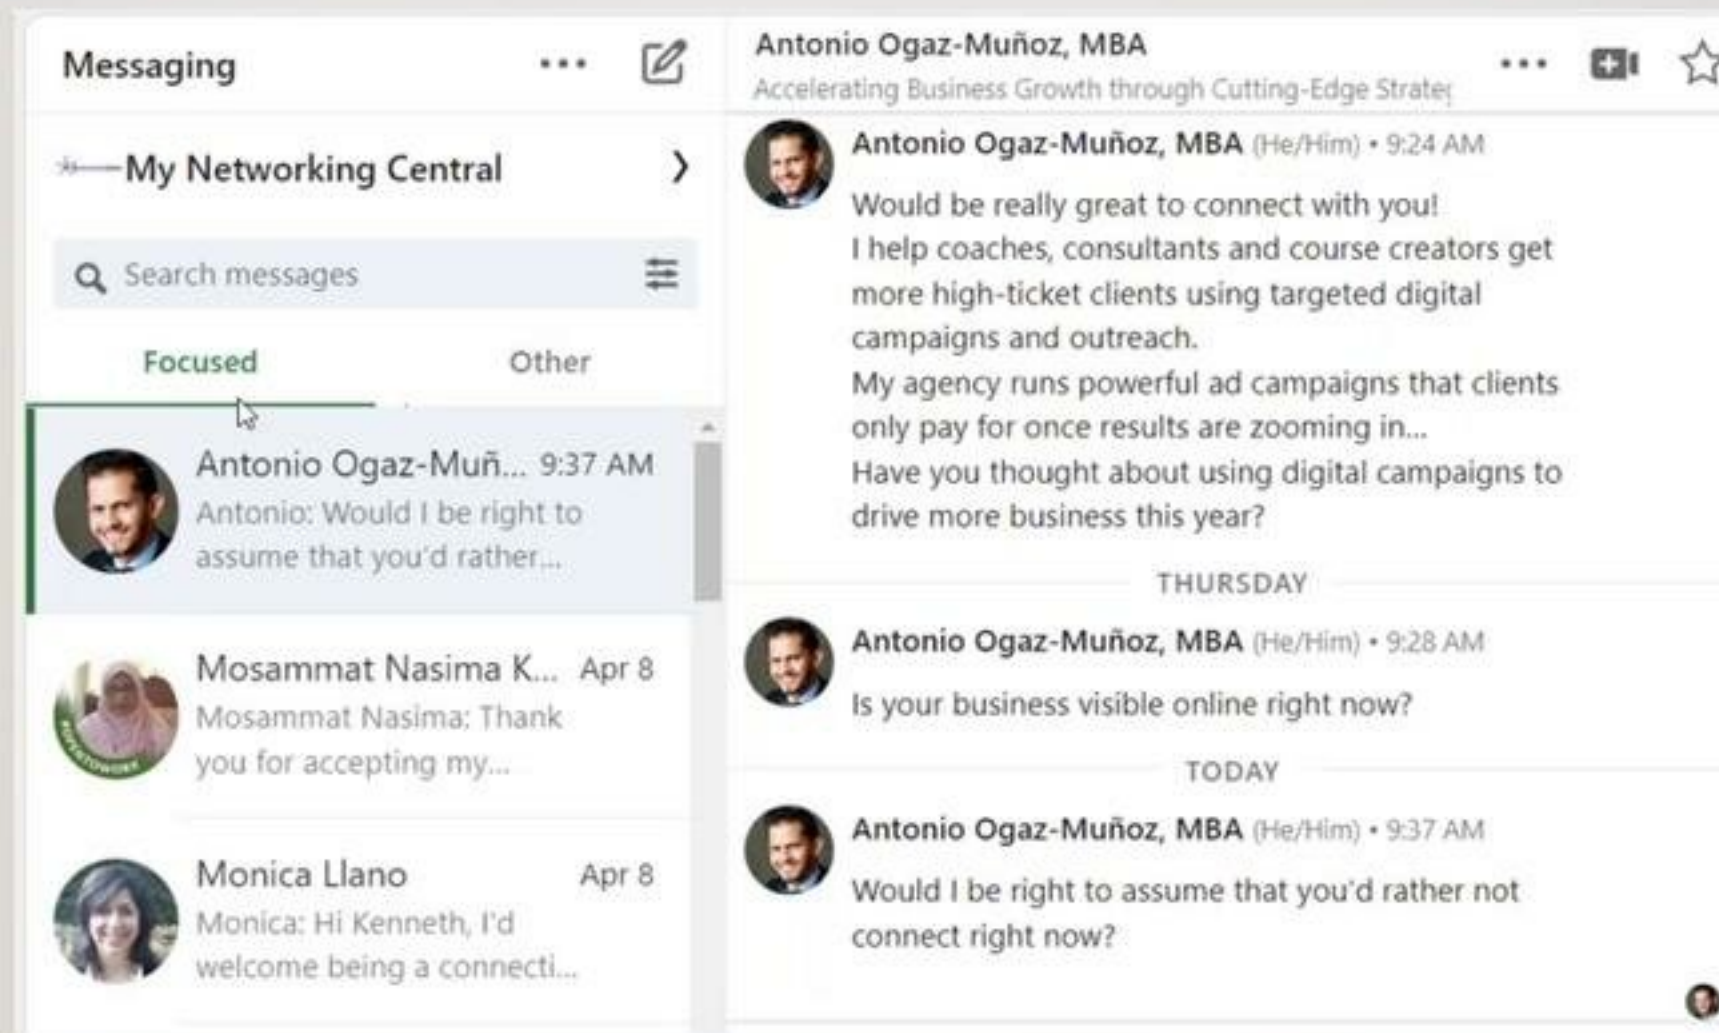 Messaging
My Networking Central
Search messages
Focused
Other
Antonio Ogaz-Muñ... 9:37 AM
Antonio: Would I be right to
assume that you'd rather...
#OPENTOWORK
Mosammat Nasima K... Apr 8
Mosammat Nasima: Thank
you for accepting my...
Monica Llano Apr 8
Monica: Hi Kenneth, I'd
welcome being a connecti...
Antonio Ogaz-Muñoz, MBA
Accelerating Business Growth through Cutting-Edge Strateg
Antonio Ogaz-Muñoz, MBA (He/Him) • 9:24 AM
Would be really great to connect with you!
I help coaches, consultants and course creators get
more high-ticket clients using targeted digital
campaigns and outreach.
My agency runs powerful ad campaigns that clients
only pay for once results are zooming in...
Have you thought about using digital campaigns to
drive more business this year?
THURSDAY
Antonio Ogaz-Muñoz, MBA (He/Him) • 9:28 AM
Is your business visible online right now?
TODAY
Antonio Ogaz-Muñoz, MBA (He/Him) • 9:37 AM
Would I be right to assume that you'd rather not
connect right now?